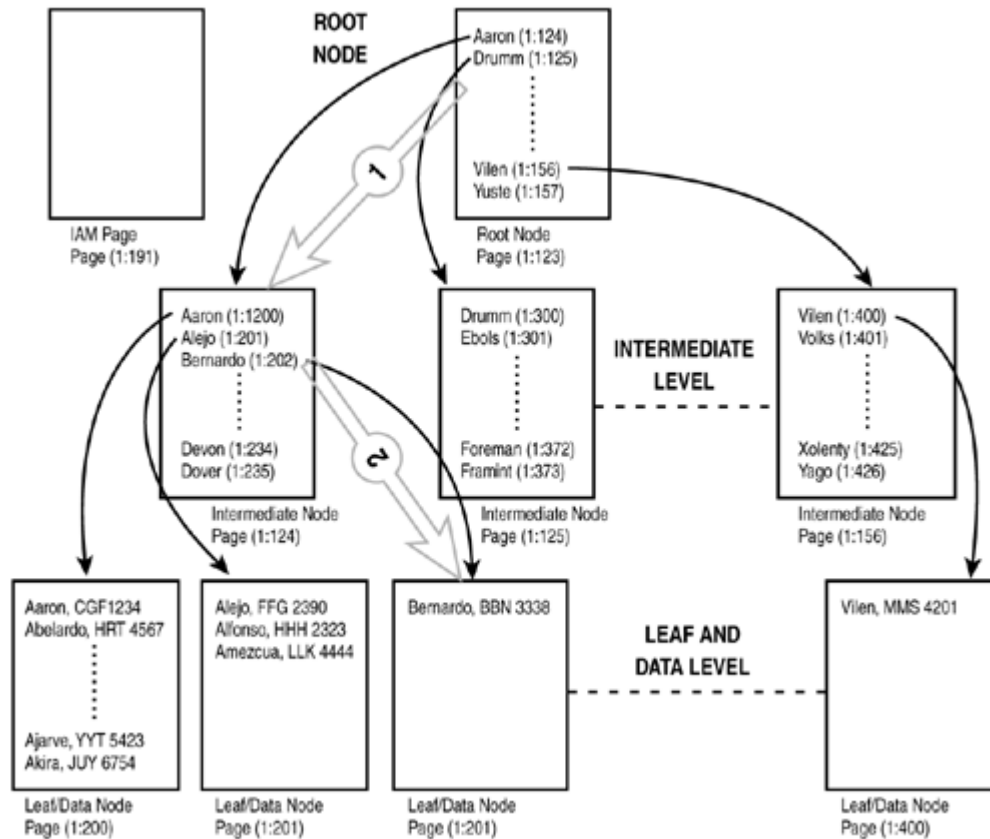 ROOT
NODE
Aaron (1:124)
Drumm (1:125)
Vilen (1:156)
Yuste (1:157)
IAM Page
Page (1:191)
Root Node
Page (1:123)
1
Aaron (1:1200)
Alejo (1:201)
Bernardo (1:202)
Devon (1:234)
Dover (1:235)
Intermediate Node
Page (1:124)
Drumm (1:300)
Ebols (1:301)
Foreman (1:372)
Framint (1:373)
Intermediate Node
Page (1:125)
INTERMEDIATE
LEVEL
Vilen (1:400)
Volks (1:401)
Xolenty (1:425)
Yago (1:426)
Intermediate Node
Page (1:156)
2
Aaron, CGF1234
Abelardo, HRT 4567
Ajarve, YYT 5423
Akira, JUY 6754
Leaf/Data Node
Page (1:200)
Alejo, FFG 2390
Alfonso, HHH 2323
Amezcua, LLK 4444
Leaf/Data Node
Page (1:201)
Bernardo, BBN 3338
Leaf/Data Node
Page (1:201)
LEAF AND
DATA LEVEL
Vilen, MMS 4201
Leaf/Data Node
Page (1:400)